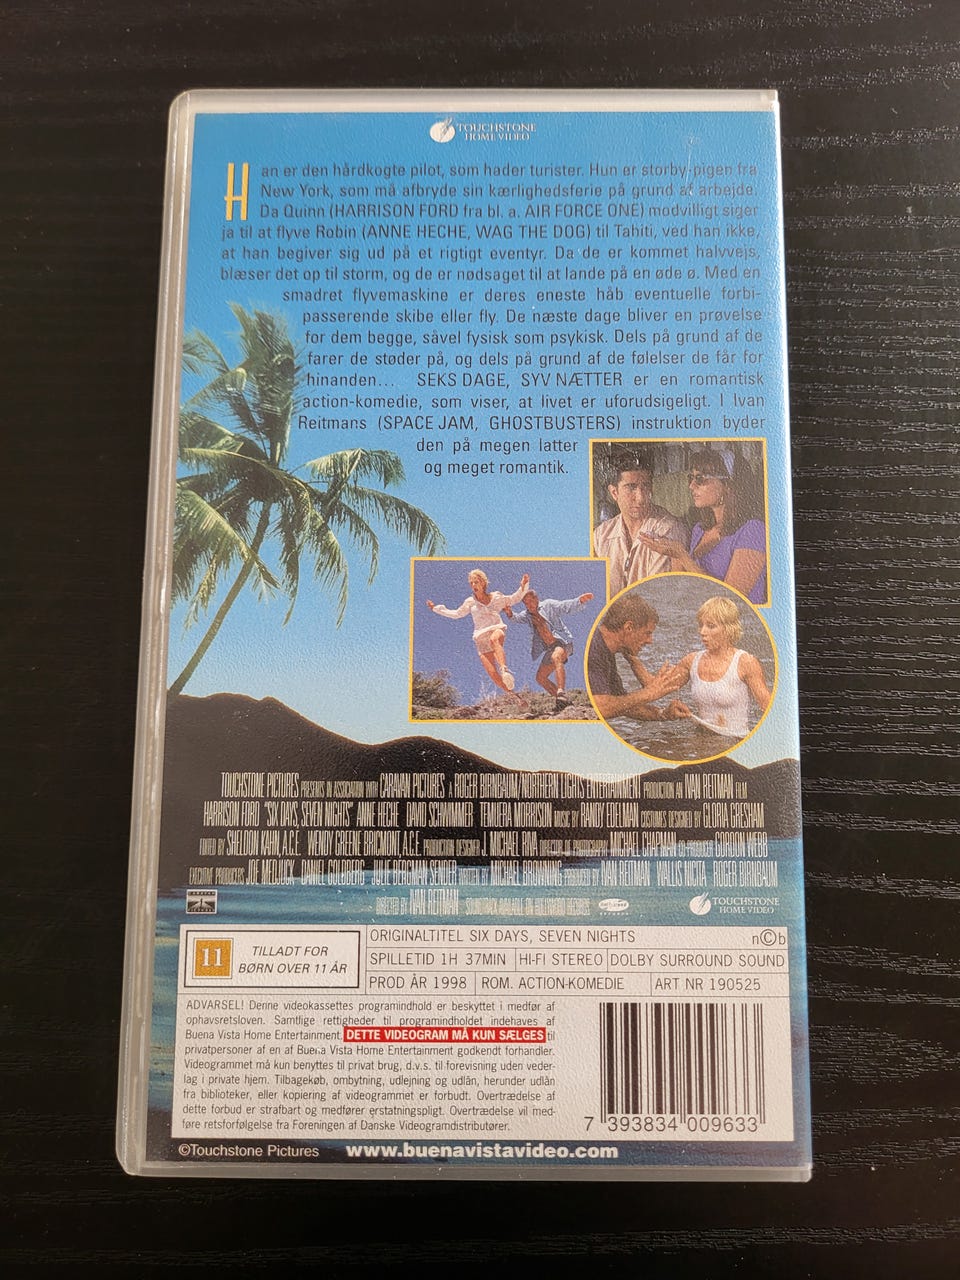 TOUCHSTONE
HOME VIDEO
Han er den hårdkogte pilot, som hader turister. Hun er storby-pigen fra
New York, som må afbryde sin kærlighedsferie på grund af arbejde.
Da Quinn (HARRISON FORD fra bl. a. AIR FORCE ONE) modvilligt siger
ja til at flyve Robin (ANNE HECHE, WAG THE DOG) til Tahiti, ved han ikke,
at han begiver sig ud på et rigtigt eventyr. Da de er kommet halvvejs,
blæser det op til storm, og de er nødsaget til at lande på en øde ø. Med en
smadret flyvemaskine er deres eneste håb eventuelle forbi-
passerende skibe eller fly. De næste dage bliver en prøvelse
for dem begge, såvel fysisk som psykisk. Dels på grund af de
farer de støder på, og dels på grund af de følelser de får for
hinanden... SEKS DAGE, SYV NÆTTER er en romantisk
action-komedie, som viser, at livet er uforudsigeligt. I Ivan
Reitmans (SPACE JAM, GHOSTBUSTERS) instruktion byder
den på megen latter
og meget romantik.
TOUCHSTONE PICTURES PRESENTS IN ASSOCIATION WITH CARAVAN PICTURES A ROGER BIRNBAUM/NORTHERN LIGHTS ENTERTAINMENT PRODUCTION AN IVAN REITMAN FILM
HARRISON FORD "SIX DAYS, SEVEN NIGHTS" ANNE HECHE DAVID SCHWIMMER TEMUERA MORRISON MUSIC BY RANDY EDELMAN COSTUMES DESIGNED BY GLORIA GRESHAM
EDITED BY SHELDON KAHN, A.C.E. WENDY GREENE BRICMONT, A.C.E. PRODUCTION DESIGNER J. MICHAEL RIVA DIRECTOR OF PHOTOGRAPHY MICHAEL CHAPMAN CO-PRODUCER GORDON WEBB
EXECUTIVE PRODUCERS JOE MEDJUCK DANIEL GOLDBERG JULIE BERGMAN SENDER WRITTEN BY MICHAEL BROWNING PRODUCED BY IVAN REITMAN WALLIS NICITA ROGER BIRNBAUM
DIRECTED BY IVAN REITMAN SOUNDTRACK AVAILABLE ON HOLLYWOOD RECORDS
CARAVAN
PICTURES
TOUCHSTONE
HOME VIDEO
11
TILLADT FOR
BØRN OVER 11 ÅR
ORIGINALTITEL SIX DAYS, SEVEN NIGHTS n©b
SPILLETID 1H 37MIN HI-FI STEREO DOLBY SURROUND SOUND
PROD ÅR 1998 ROM. ACTION-KOMEDIE ART NR 190525
ADVARSEL! Denne videokassettes programindhold er beskyttet i medfør af
ophavsretsloven. Samtlige rettigheder til programindholdet indehaves af
Buena Vista Home Entertainment. DETTE VIDEOGRAM MÅ KUN SÆLGES til
privatpersoner af en af Buena Vista Home Entertainment godkendt forhandler.
Videogrammet må kun benyttes til privat brug, d.v.s. til forevisning uden veder-
lag i private hjem. Tilbagekøb, ombytning, udlejning og udlån, herunder udlån
fra biblioteker, eller kopiering af videogrammet er forbudt. Overtrædelse af
dette forbud er strafbart og medfører erstatningspligt. Overtrædelse vil med-
føre retsforfølgelse fra Foreningen af Danske Videogramdistributører.
7 393834 009633
©Touchstone Pictures www.buenavistavideo.com